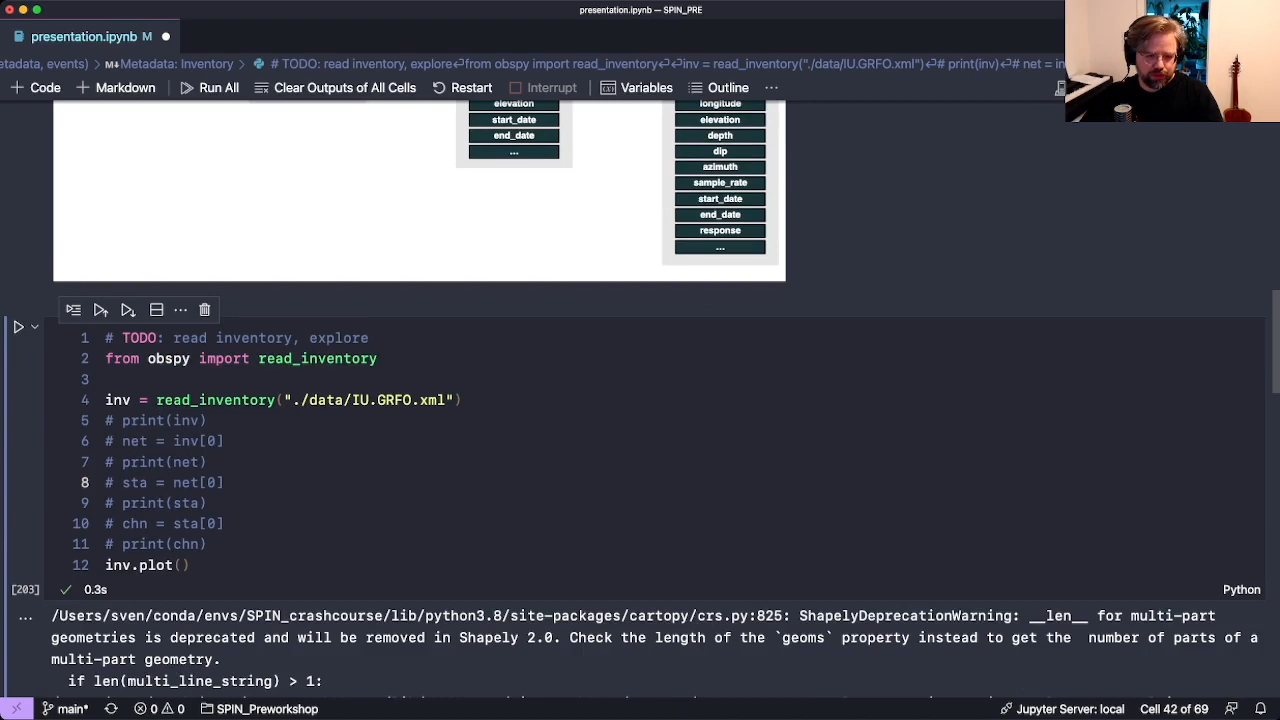 presentation.ipynb — SPIN_PRE
presentation.ipynb M
etadata, events) > M↓Metadata: Inventory > # TODO: read inventory, explore↵from obspy import read_inventory↵↵inv = read_inventory("./data/IU.GRFO.xml")↵# print(inv)↵# net = in
+ Code + Markdown Run All Clear Outputs of All Cells Restart Interrupt Variables Outline ...
elevation
start_date
end_date
...
longitude
elevation
depth
dip
azimuth
sample_rate
start_date
end_date
response
...
1 # TODO: read inventory, explore
2 from obspy import read_inventory
3
4 inv = read_inventory("./data/IU.GRFO.xml")
5 # print(inv)
6 # net = inv[0]
7 # print(net)
8 # sta = net[0]
9 # print(sta)
10 # chn = sta[0]
11 # print(chn)
12 inv.plot()
[203] 0.3s Python
... /Users/sven/conda/envs/SPIN_crashcourse/lib/python3.8/site-packages/cartopy/crs.py:825: ShapelyDeprecationWarning: __len__ for multi-part
geometries is deprecated and will be removed in Shapely 2.0. Check the length of the `geoms` property instead to get the number of parts of a
multi-part geometry.
if len(multi_line_string) > 1:
main* 0 0 SPIN_Preworkshop Jupyter Server: local Cell 42 of 69